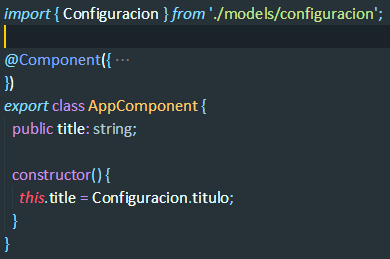 import { Configuracion } from './models/configuracion';
@Component({ ...
})
export class AppComponent {
public title: string;
constructor() {
this.title = Configuracion.titulo;
}
}